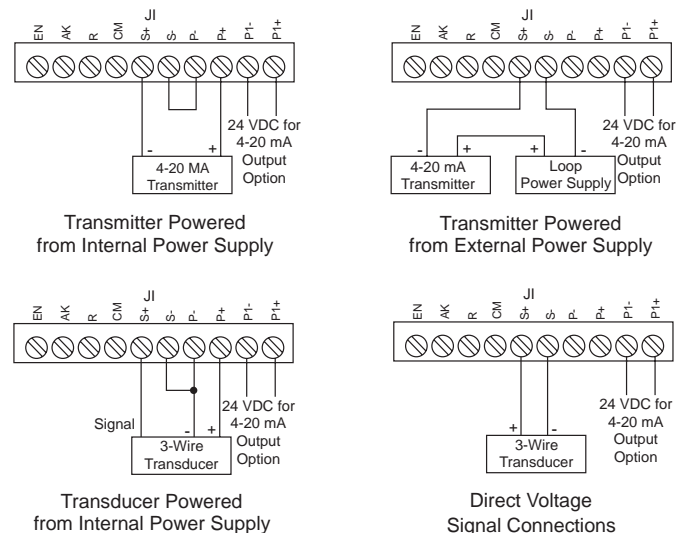 JI
EN AK R CM S+ S- P- P+ P1- P1+
- +
4-20 MA
Transmitter
24 VDC for
4-20 mA
Output
Option
Transmitter Powered
from Internal Power Supply
JI
EN AK R CM S+ S- P- P+ P1- P1+
- + + -
4-20 mA
Transmitter
Loop
Power Supply
24 VDC for
4-20 mA
Output
Option
Transmitter Powered
from External Power Supply
JI
EN AK R CM S+ S- P- P+ P1- P1+
Signal - +
3-Wire
Transducer
24 VDC for
4-20 mA
Output
Option
Transducer Powered
from Internal Power Supply
JI
EN AK R CM S+ S- P- P+ P1- P1+
+ -
3-Wire
Transducer
24 VDC for
4-20 mA
Output
Option
Direct Voltage
Signal Connections